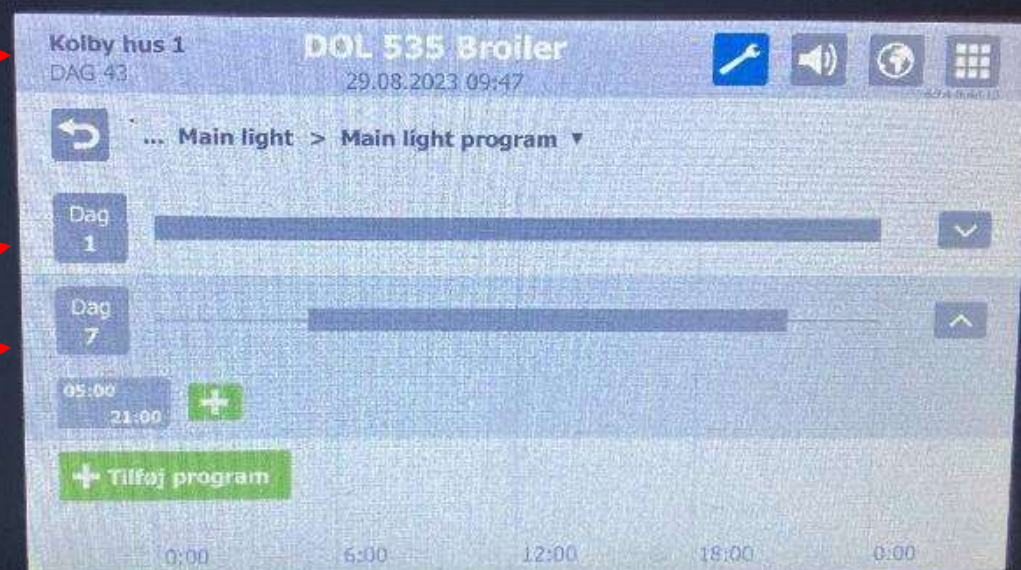 Kolby hus 1
DOL 535 Broiler
DAG 43
29.08.2023 09:47
... Main light > Main light program
Dag
1
Dag
7
05:00
21:00
Tilføj program
0:00 6:00 12:00 18:00 0:00